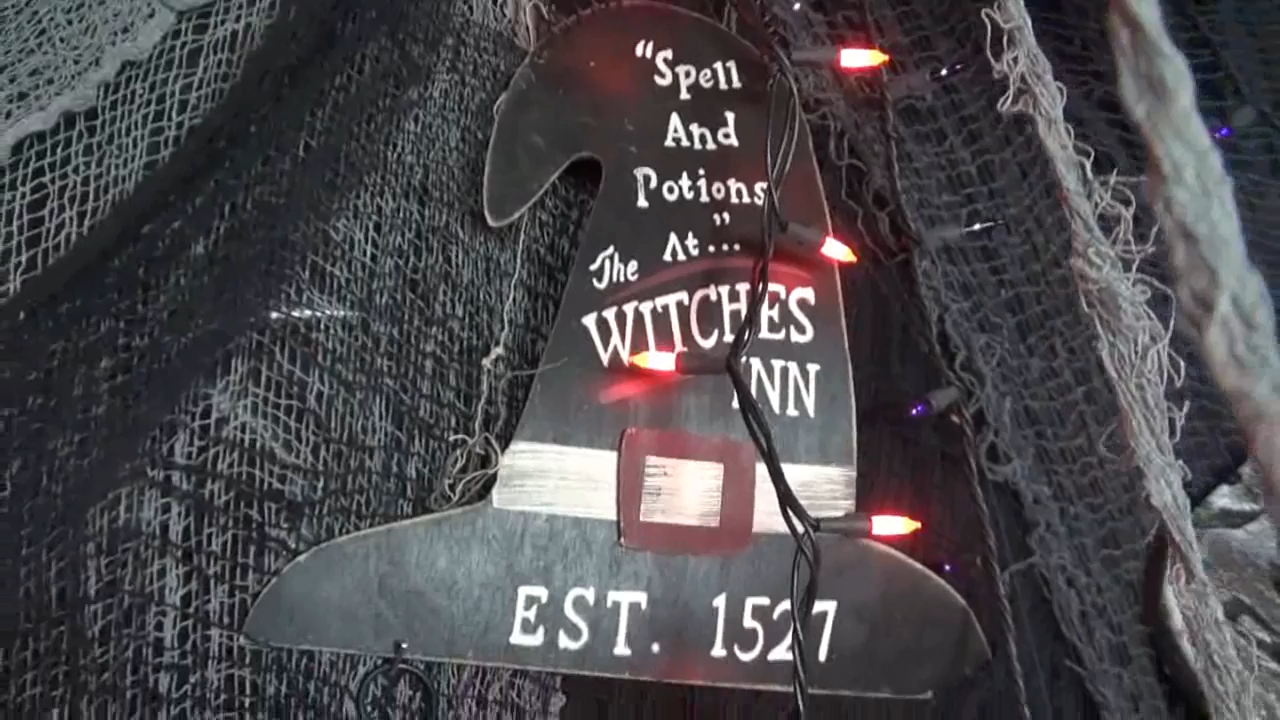 "Spell
And
Potions
At..."
The
WITCHES
INN
EST. 1527